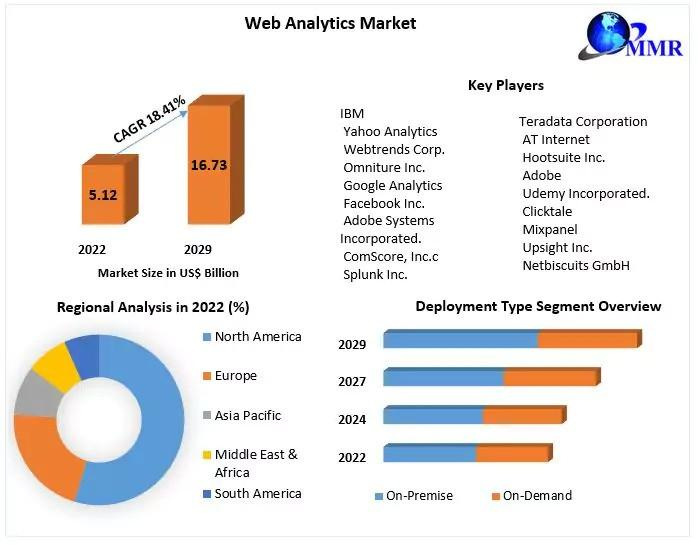 Web Analytics Market
MMR
CAGR 18.41%
5.12
16.73
2022
2029
Market Size in US$ Billion
Key Players
IBM
Yahoo Analytics
Webtrends Corp.
Omniture Inc.
Google Analytics
Facebook Inc.
Adobe Systems
Incorporated.
ComScore, Inc.c
Splunk Inc.
Teradata Corporation
AT Internet
Hootsuite Inc.
Adobe
Udemy Incorporated.
Clicktale
Mixpanel
Upsight Inc.
Netbiscuits GmbH
Regional Analysis in 2022 (%)
North America
Europe
Asia Pacific
Middle East &
Africa
South America
Deployment Type Segment Overview
2029
2027
2024
2022
On-Premise
On-Demand